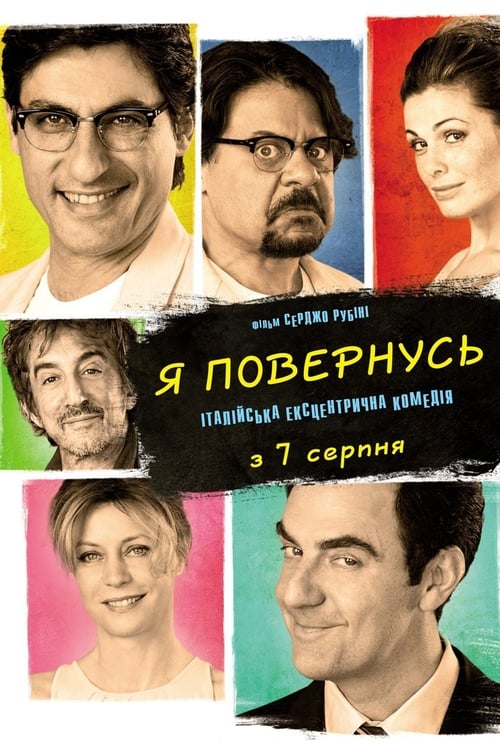 фільм СЕРДЖО РУБІНІ
Я ПОВЕРНУСЬ
ІТАЛІЙСЬКА ЕКСЦЕНТРИЧНА КОМЕДІЯ
з 7 серпня